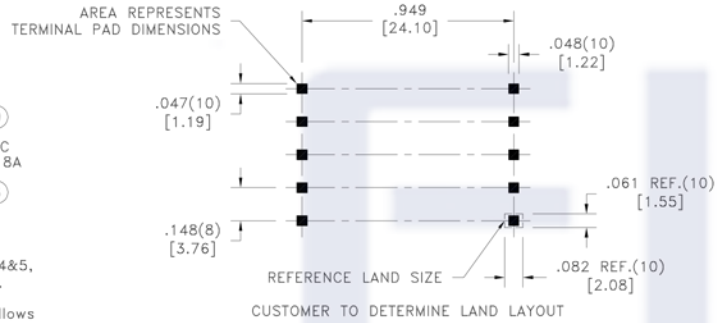 AREA REPRESENTS
TERMINAL PAD DIMENSIONS
.949
[24.10]
.048(10)
[1.22]
.047(10)
[1.19]
C
8A
.061 REF.(10)
[1.55]
.148(8)
[3.76]
4&5,
REFERENCE LAND SIZE
.082 REF.(10)
[2.08]
CUSTOMER TO DETERMINE LAND LAYOUT